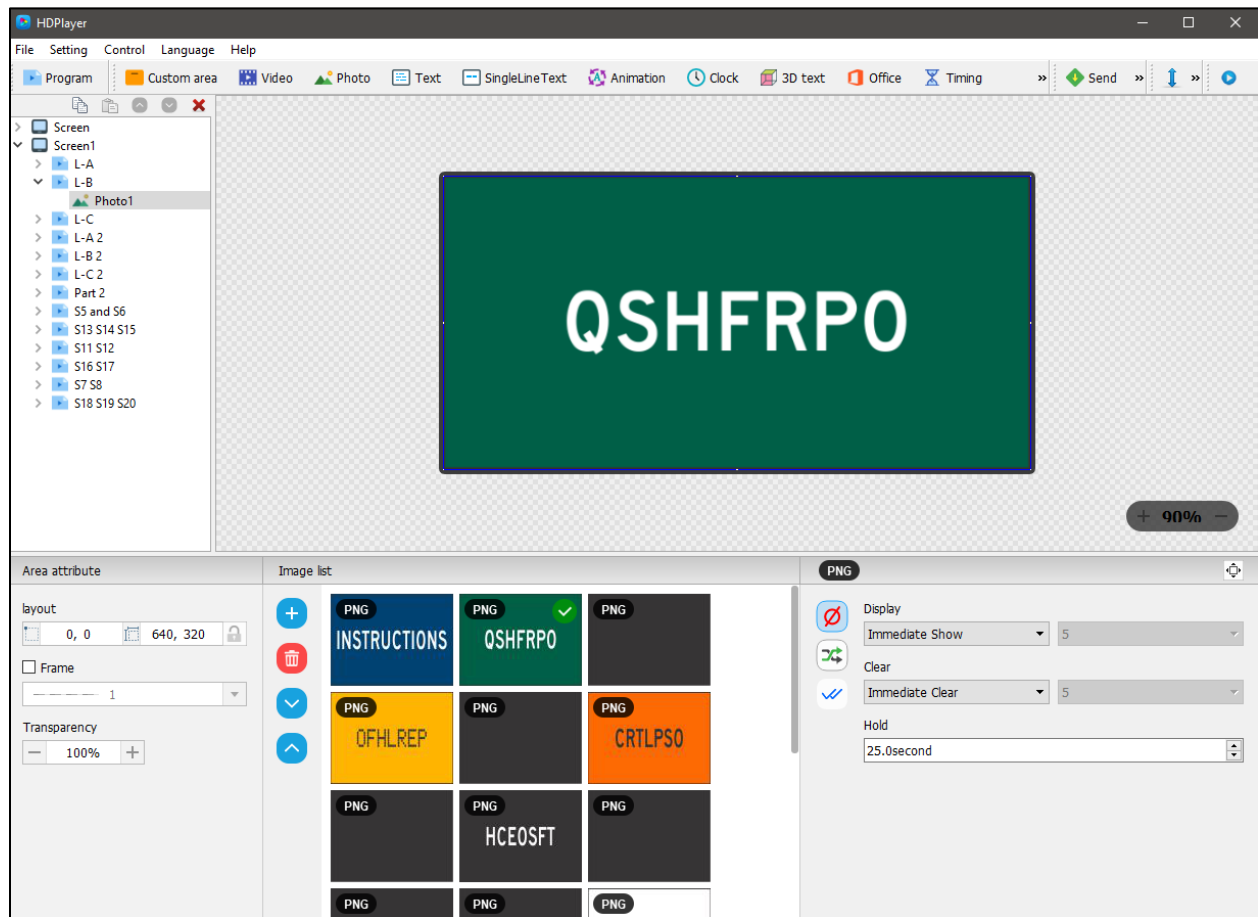 HDPlayer
File Setting Control Language Help
Program Custom area Video Photo Text SingleLineText Animation Clock 3D text Office Timing » Send » »
Screen
Screen1
L-A
L-B
Photo1
L-C
L-A 2
L-B 2
L-C 2
Part 2
S5 and S6
S13 S14 S15
S11 S12
S16 S17
S7 S8
S18 S19 S20
QSHFRPO
+ 90% −
Area attribute
layout
0, 0 640, 320
Frame
1
Transparency
− 100% +
Image list
PNG PNG PNG
INSTRUCTIONS QSHFRPO
PNG PNG PNG
OFHLREP CRTLPSO
PNG PNG PNG
HCEOSFT
PNG PNG PNG
PNG
Display
Immediate Show 5
Clear
Immediate Clear 5
Hold
25.0second